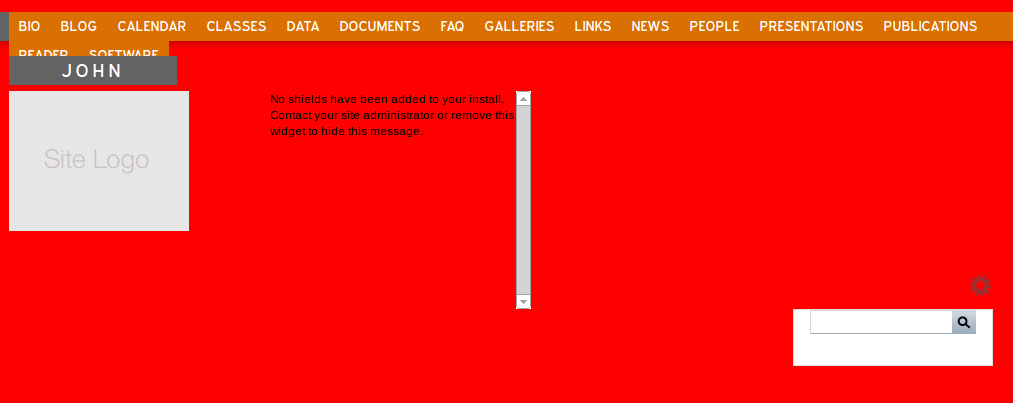 BIO BLOG CALENDAR CLASSES DATA DOCUMENTS FAQ GALLERIES LINKS NEWS PEOPLE PRESENTATIONS PUBLICATIONS
READER SOFTWARE
JOHN
Site Logo
No shields have been added to your install.
Contact your site administrator or remove this
widget to hide this message.